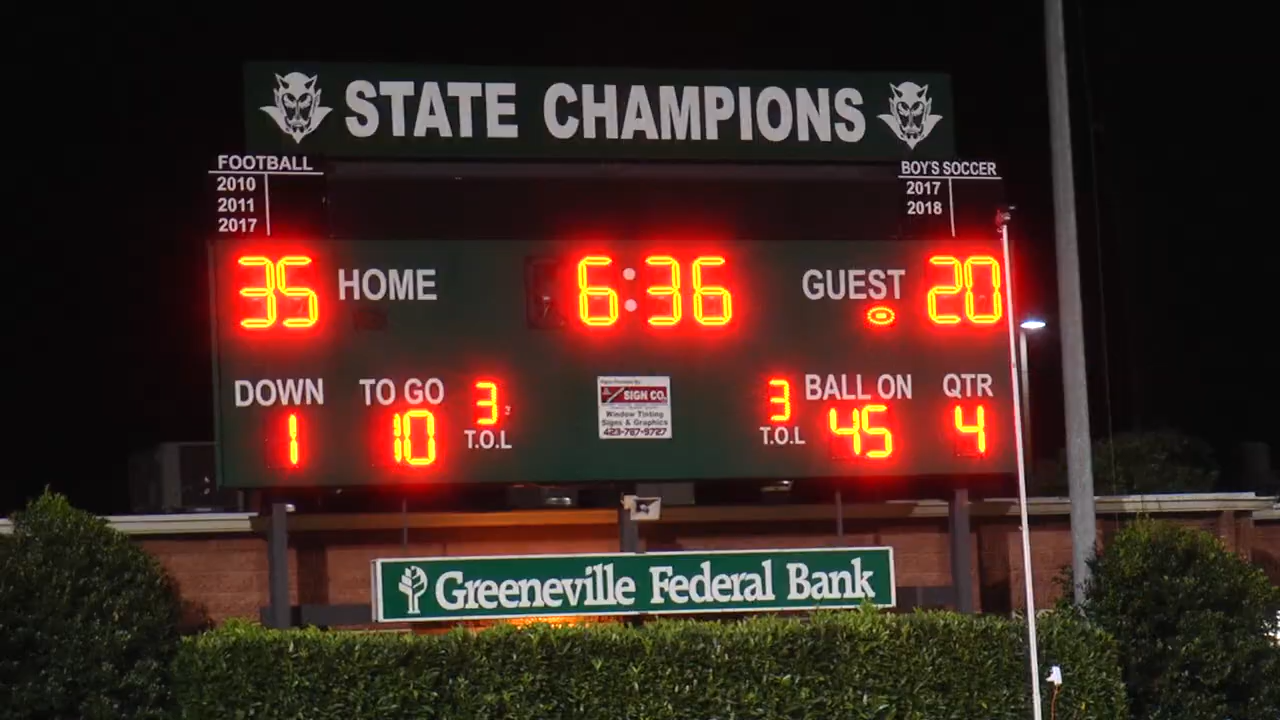 STATE CHAMPIONS
FOOTBALL
2010
2011
2017
BOY'S SOCCER
2017
2018
35 HOME 6:36 GUEST 20
DOWN TO GO 3 3 BALL ON QTR
1 10 T.O.L T.O.L 45 4
SIGN CO.
Window Tinting
Signs & Graphics
423-787-9727
Greeneville Federal Bank